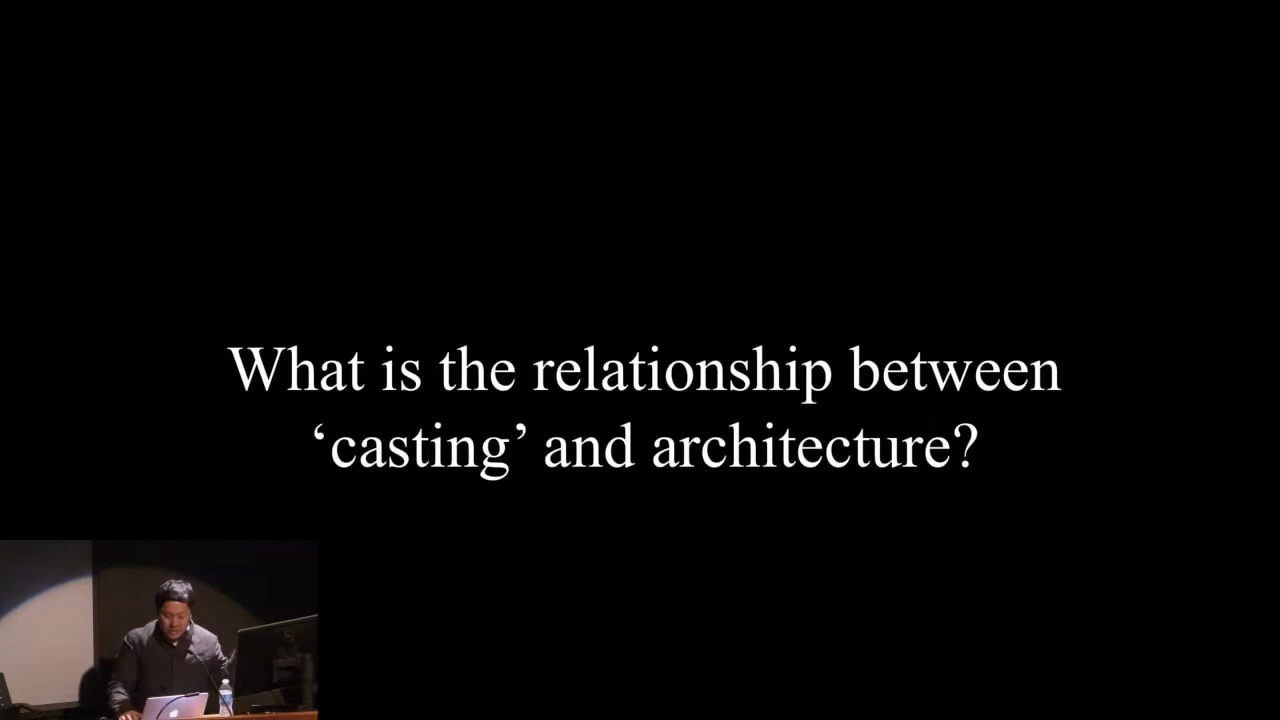 What is the relationship between
‘casting’ and architecture?